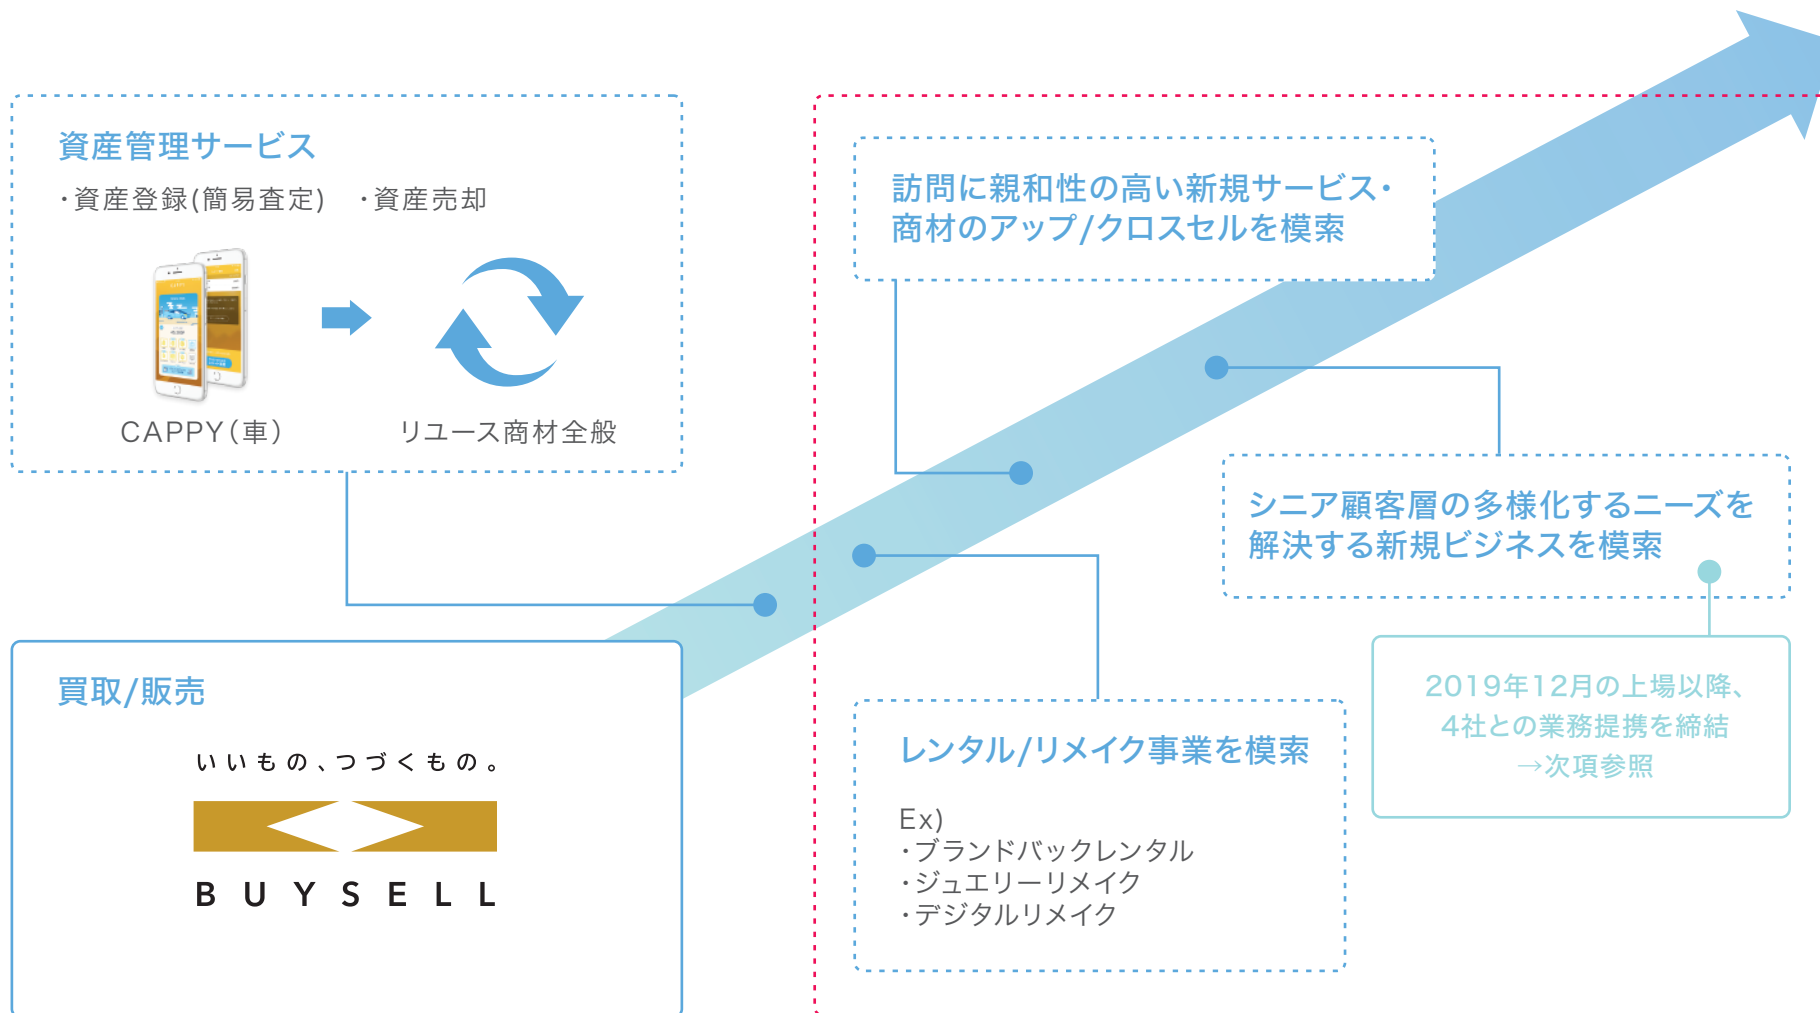 資産管理サービス
・資産登録(簡易査定) ・資産売却
CAPPY(車)
リユース商材全般
買取/販売
いいもの、つづくもの。
BUYSELL
訪問に親和性の高い新規サービス・
商材のアップ/クロスセルを模索
シニア顧客層の多様化するニーズを
解決する新規ビジネスを模索
2019年12月の上場以降、
4社との業務提携を締結
→次項参照
レンタル/リメイク事業を模索
Ex)
・ブランドバックレンタル
・ジュエリーリメイク
・デジタルリメイク